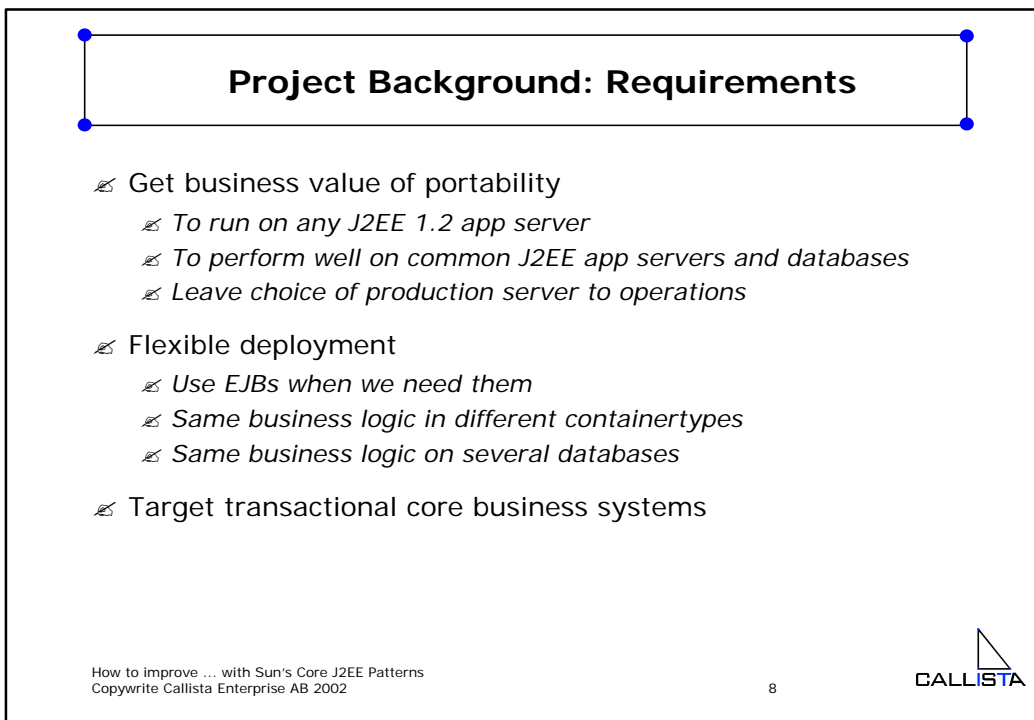 Project Background: Requirements
Get business value of portability
To run on any J2EE 1.2 app server
To perform well on common J2EE app servers and databases
Leave choice of production server to operations
Flexible deployment
Use EJBs when we need them
Same business logic in different containertypes
Same business logic on several databases
Target transactional core business systems
How to improve ... with Sun's Core J2EE Patterns
Copywrite Callista Enterprise AB 2002
8
CALLISTA